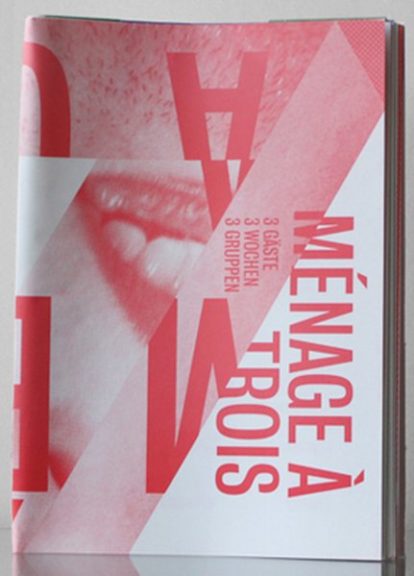 MÉNAGE À
TROIS
3 GÄSTE
3 WOCHEN
3 GRUPPEN